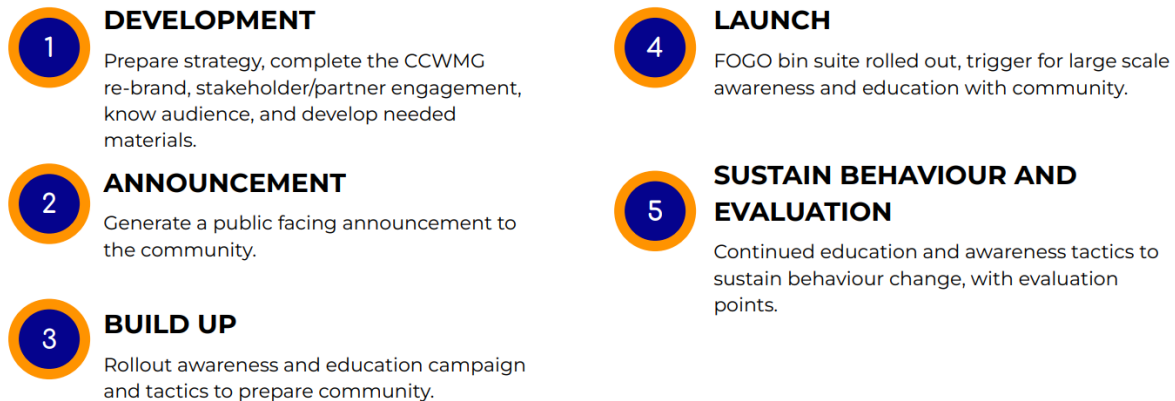 1
DEVELOPMENT
Prepare strategy, complete the CCWMG
re-brand, stakeholder/partner engagement,
know audience, and develop needed
materials.
2
ANNOUNCEMENT
Generate a public facing announcement to
the community.
3
BUILD UP
Rollout awareness and education campaign
and tactics to prepare community.
4
LAUNCH
FOGO bin suite rolled out, trigger for large scale
awareness and education with community.
5
SUSTAIN BEHAVIOUR AND
EVALUATION
Continued education and awareness tactics to
sustain behaviour change, with evaluation
points.